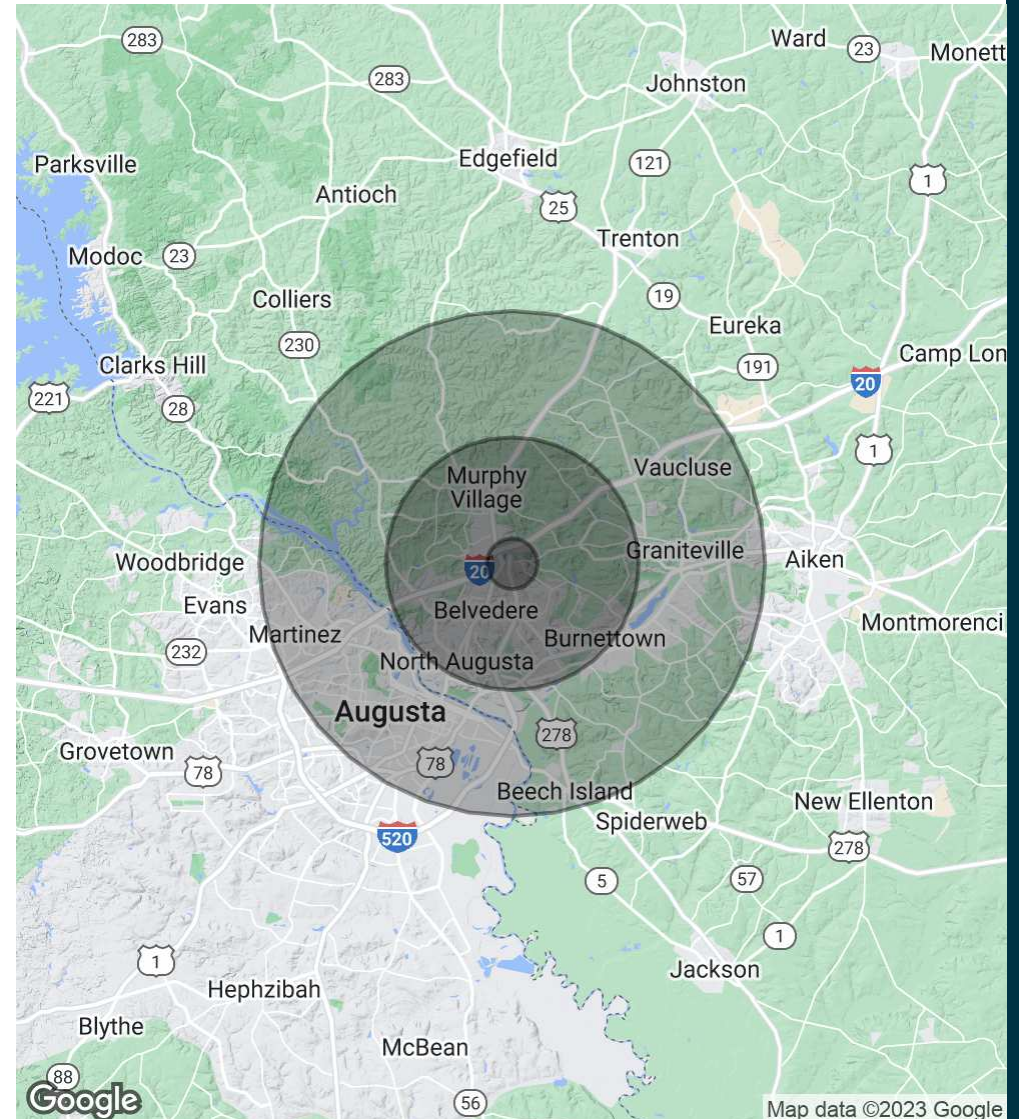 283
Ward
23
Monett
283
Johnston
Parksville
Edgefield
121
Antioch
1
25
Trenton
Modoc
23
19
Colliers
Eureka
230
Camp Lon
Clarks Hill
191
20
221
28
1
Murphy
Village
Vaucluse
Graniteville
Woodbridge
Aiken
20
Evans
Belvedere
Martinez
Burnettown
Montmorenci
232
North Augusta
Augusta
278
Grovetown
78
78
Beech Island
New Ellenton
Spiderweb
520
278
5
57
1
1
Jackson
Hephzibah
Blythe
McBean
88
Google
56
Map data ©2023 Google